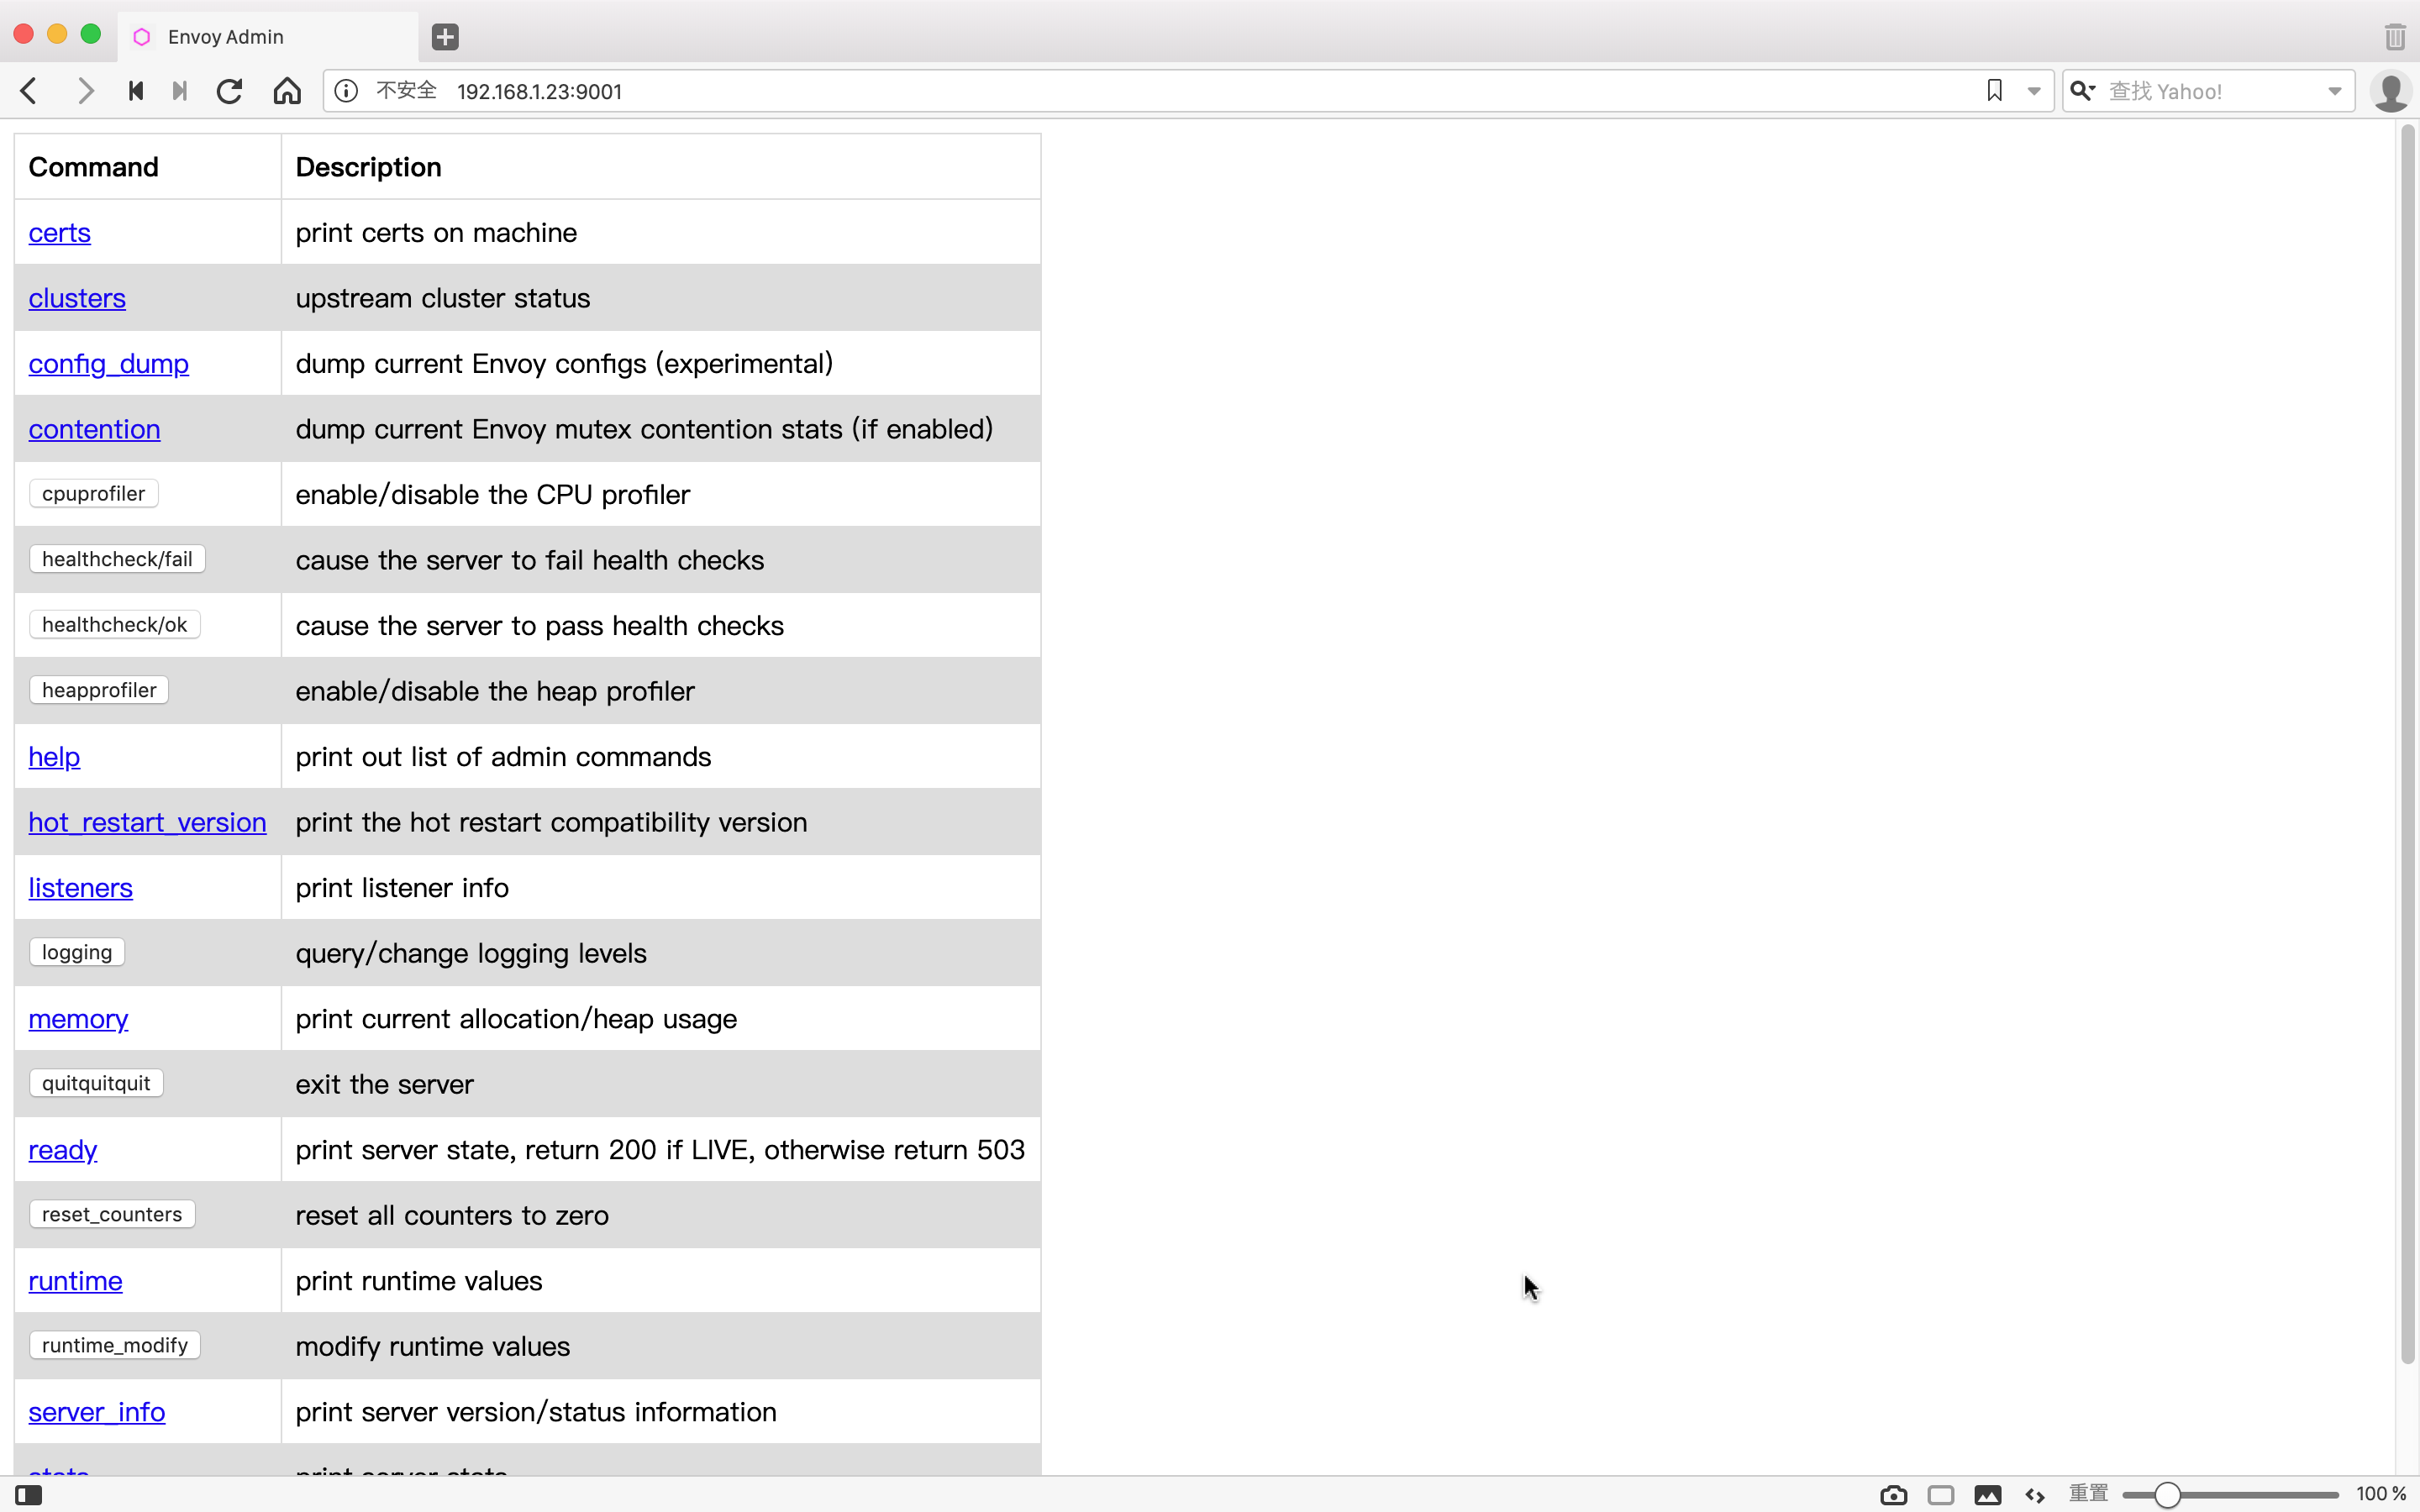 Envoy Admin
不安全 192.168.1.23:9001 查找 Yahoo!
Command Description
certs print certs on machine
clusters upstream cluster status
config_dump dump current Envoy configs (experimental)
contention dump current Envoy mutex contention stats (if enabled)
cpuprofiler enable/disable the CPU profiler
healthcheck/fail cause the server to fail health checks
healthcheck/ok cause the server to pass health checks
heapprofiler enable/disable the heap profiler
help print out list of admin commands
hot_restart_version print the hot restart compatibility version
listeners print listener info
logging query/change logging levels
memory print current allocation/heap usage
quitquitquit exit the server
ready print server state, return 200 if LIVE, otherwise return 503
reset_counters reset all counters to zero
runtime print runtime values
runtime_modify modify runtime values
server_info print server version/status information
stats print server stats
重置 100 %